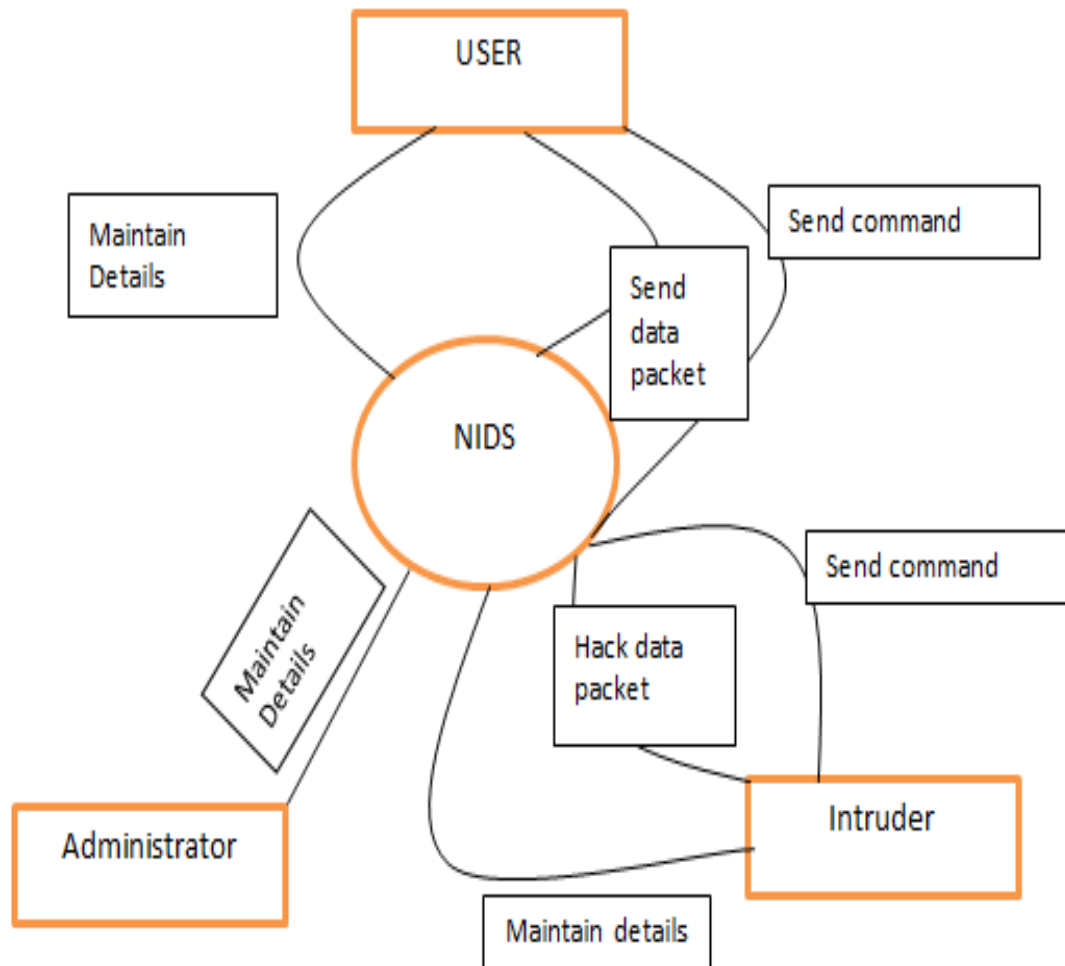 USER
Maintain
Details
Send command
Send
data
packet
NIDS
Send command
Maintain
Details
Hack data
packet
Administrator
Intruder
Maintain details